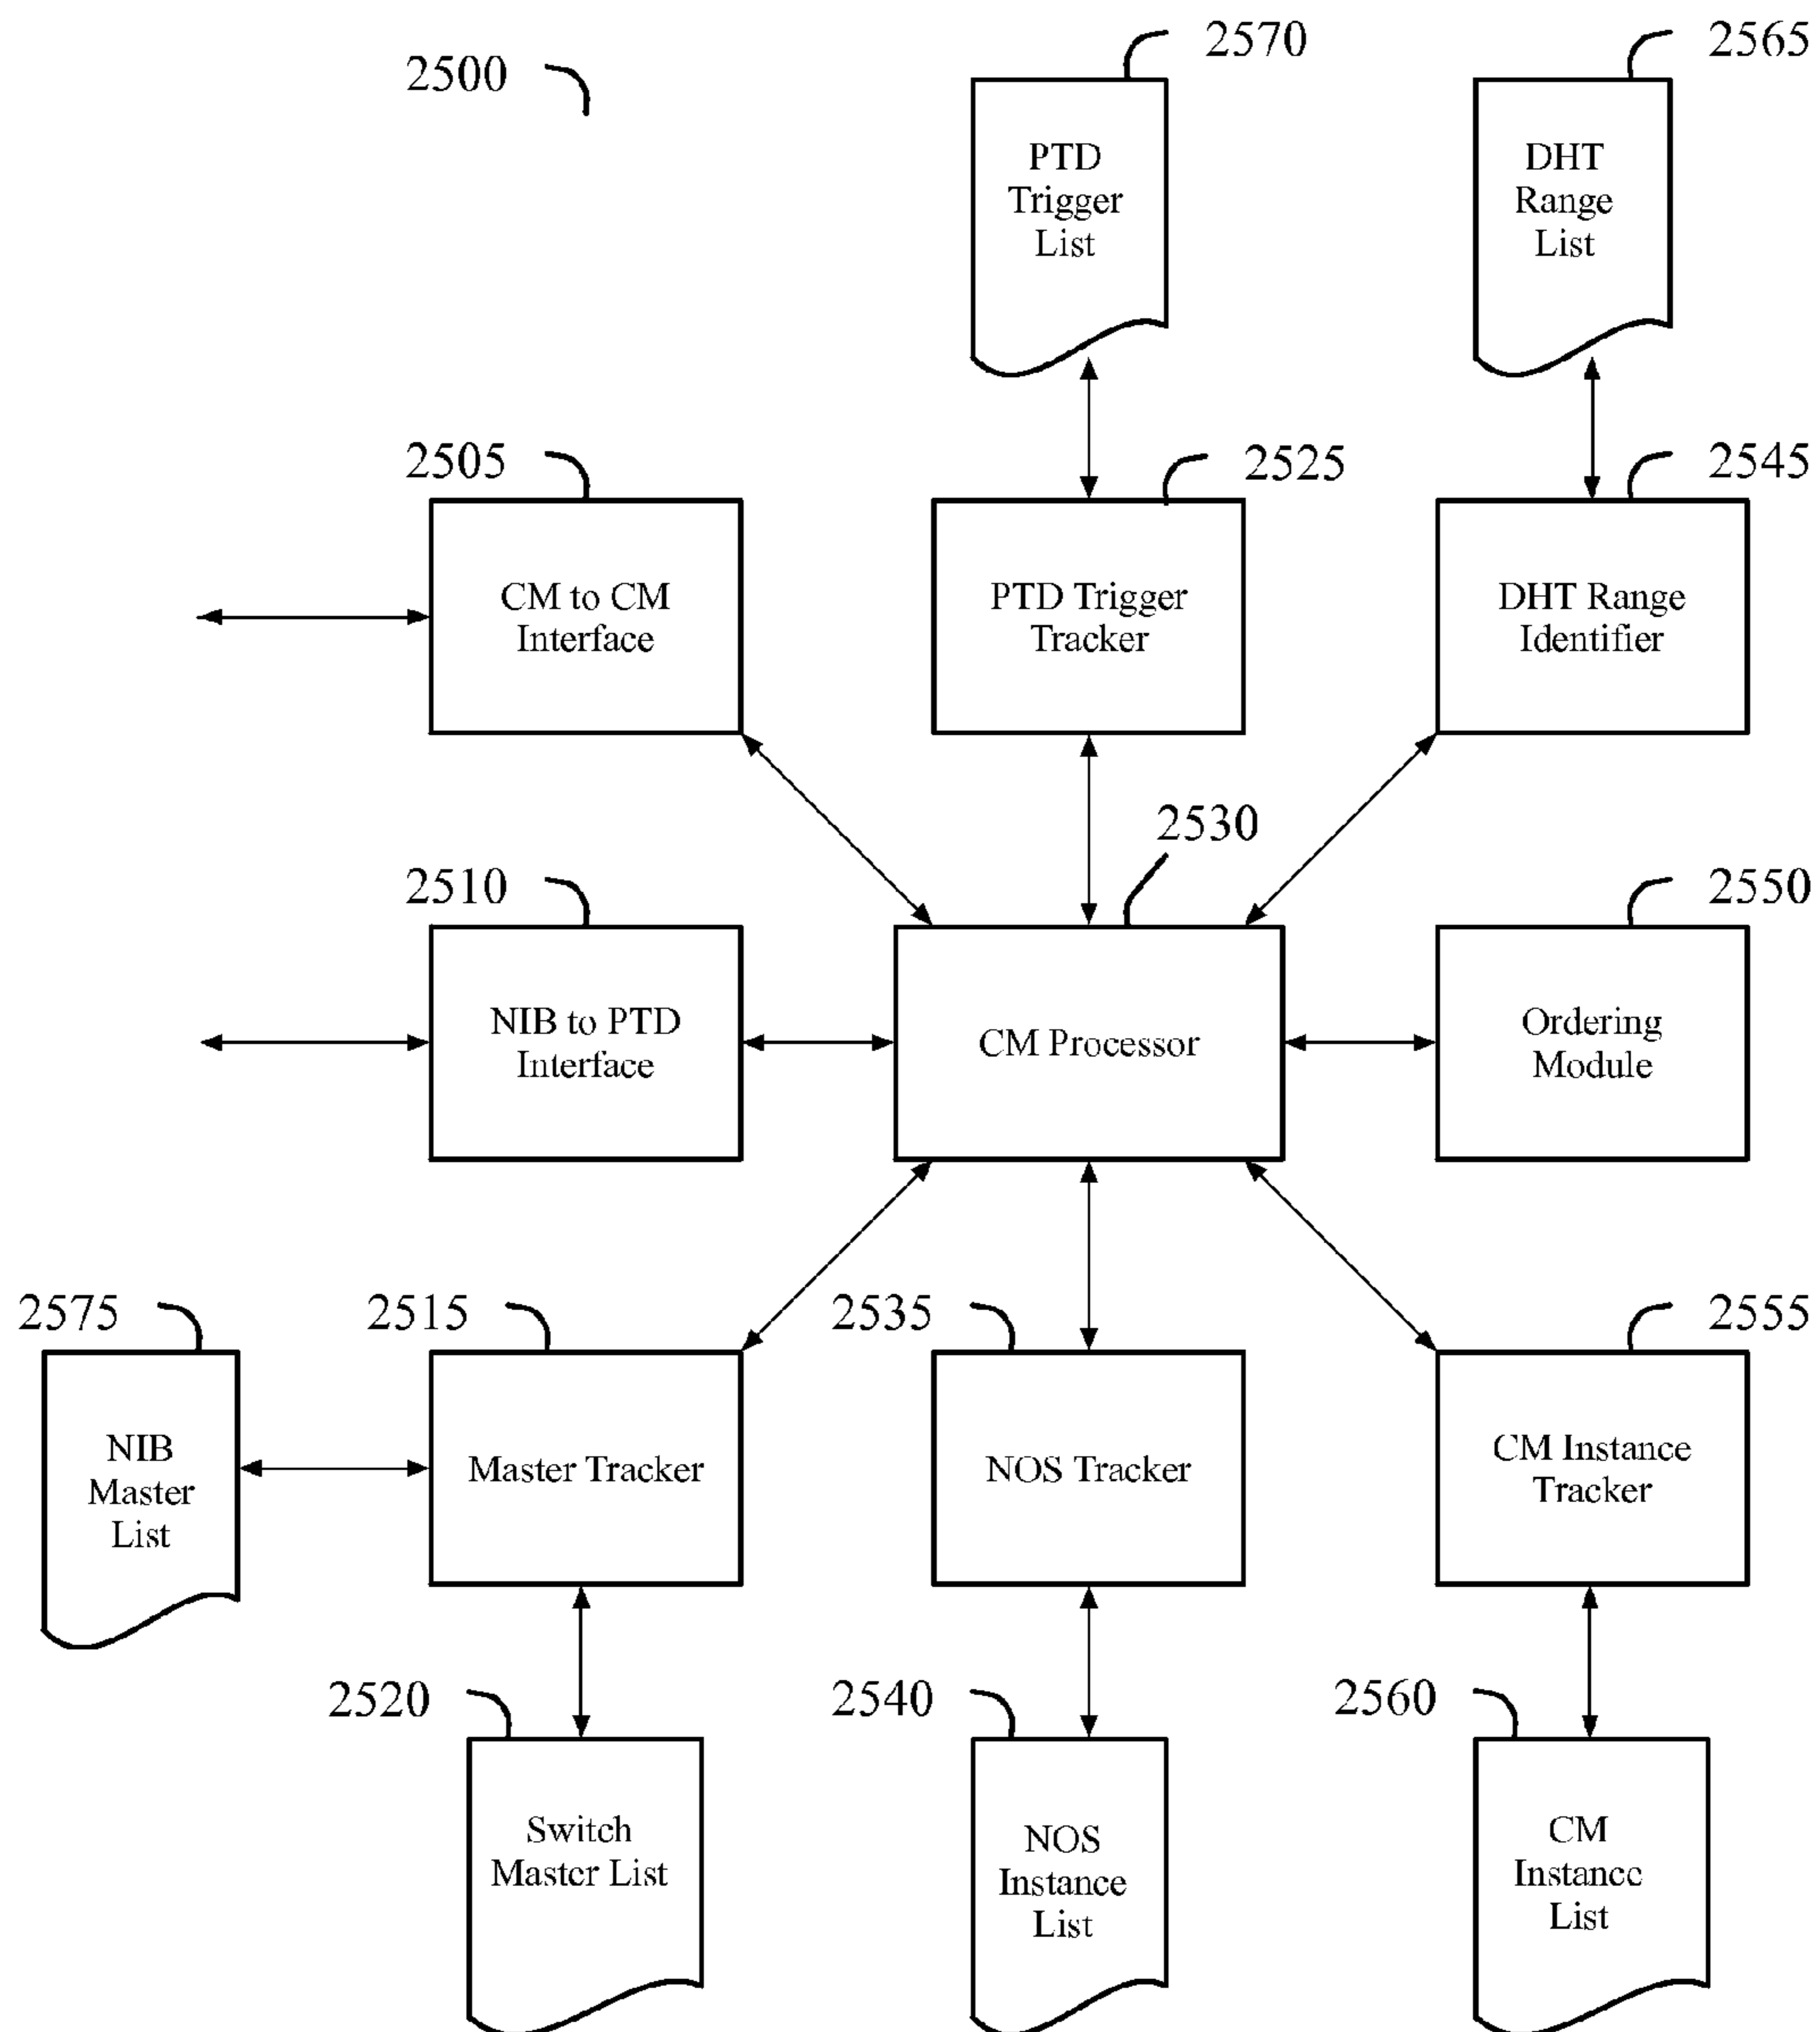 2570
2565
2500
PTD
Trigger
List
DHT
Range
List
2505
2525
2545
CM to CM
Interface
PTD Trigger
Tracker
DHT Range
Identifier
2530
2510
2550
NIB to PTD
Interface
CM Processor
Ordering
Module
2575
2515
2535
2555
NIB
Master
List
Master Tracker
NOS Tracker
CM Instance
Tracker
2520
2540
2560
Switch
Master List
NOS
Instance
List
CM
Instance
List